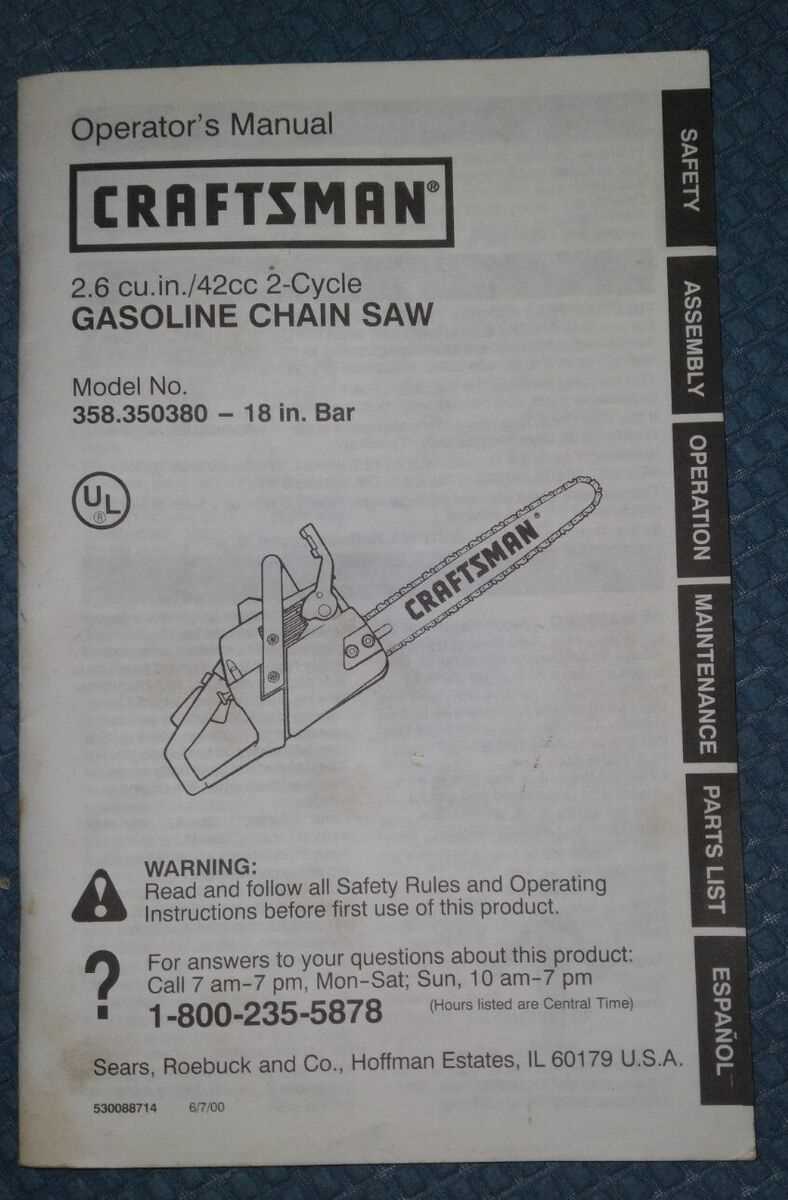 Operator's Manual
CRAFTSMAN®
2.6 cu.in./42cc 2-Cycle
GASOLINE CHAIN SAW
Model No.
358.350380 – 18 in. Bar
UL
®
CRAFTSMAN®
WARNING:
Read and follow all Safety Rules and Operating
Instructions before first use of this product.
For answers to your questions about this product:
Call 7 am–7 pm, Mon–Sat; Sun, 10 am–7 pm
1-800-235-5878 (Hours listed are Central Time)
Sears, Roebuck and Co., Hoffman Estates, IL 60179 U.S.A.
530088714 6/7/00
SAFETY
ASSEMBLY
OPERATION
MAINTENANCE
PARTS LIST
ESPAÑOL